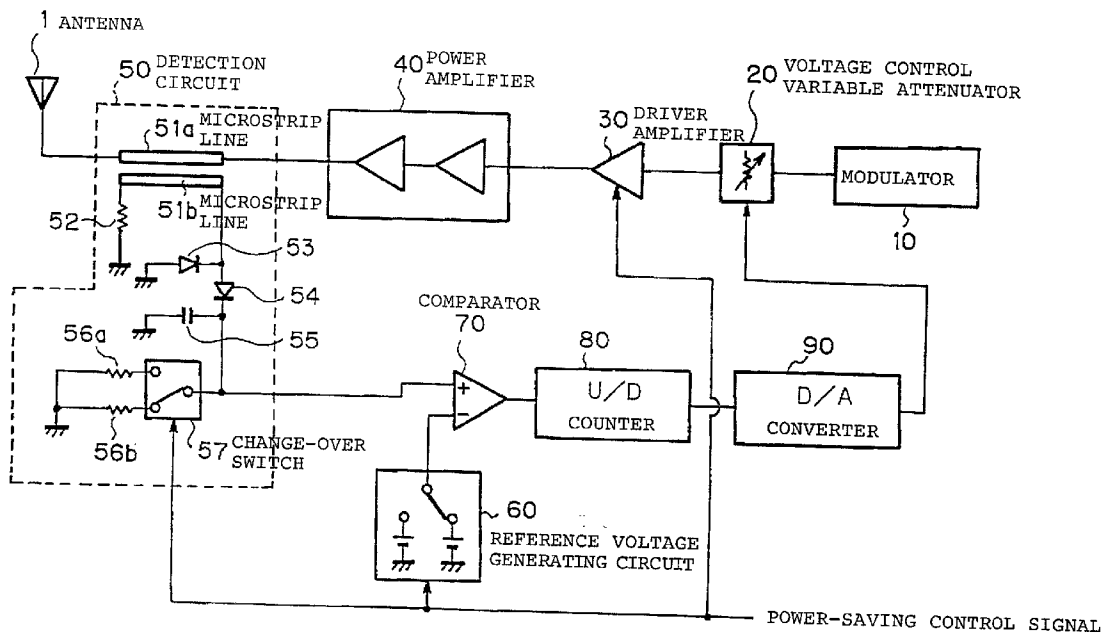 1 ANTENNA
50 DETECTION
CIRCUIT
40 POWER
AMPLIFIER
20 VOLTAGE CONTROL
VARIABLE ATTENUATOR
51a MICROSTRIP
LINE
30 DRIVER
AMPLIFIER
MODULATOR
10
51b MICROSTRIP
LINE
52
53
54
55
COMPARATOR
70
56a
56b
57 CHANGE-OVER
SWITCH
+
−
80
U/D
COUNTER
90
D/A
CONVERTER
60
REFERENCE VOLTAGE
GENERATING CIRCUIT
POWER-SAVING CONTROL SIGNAL